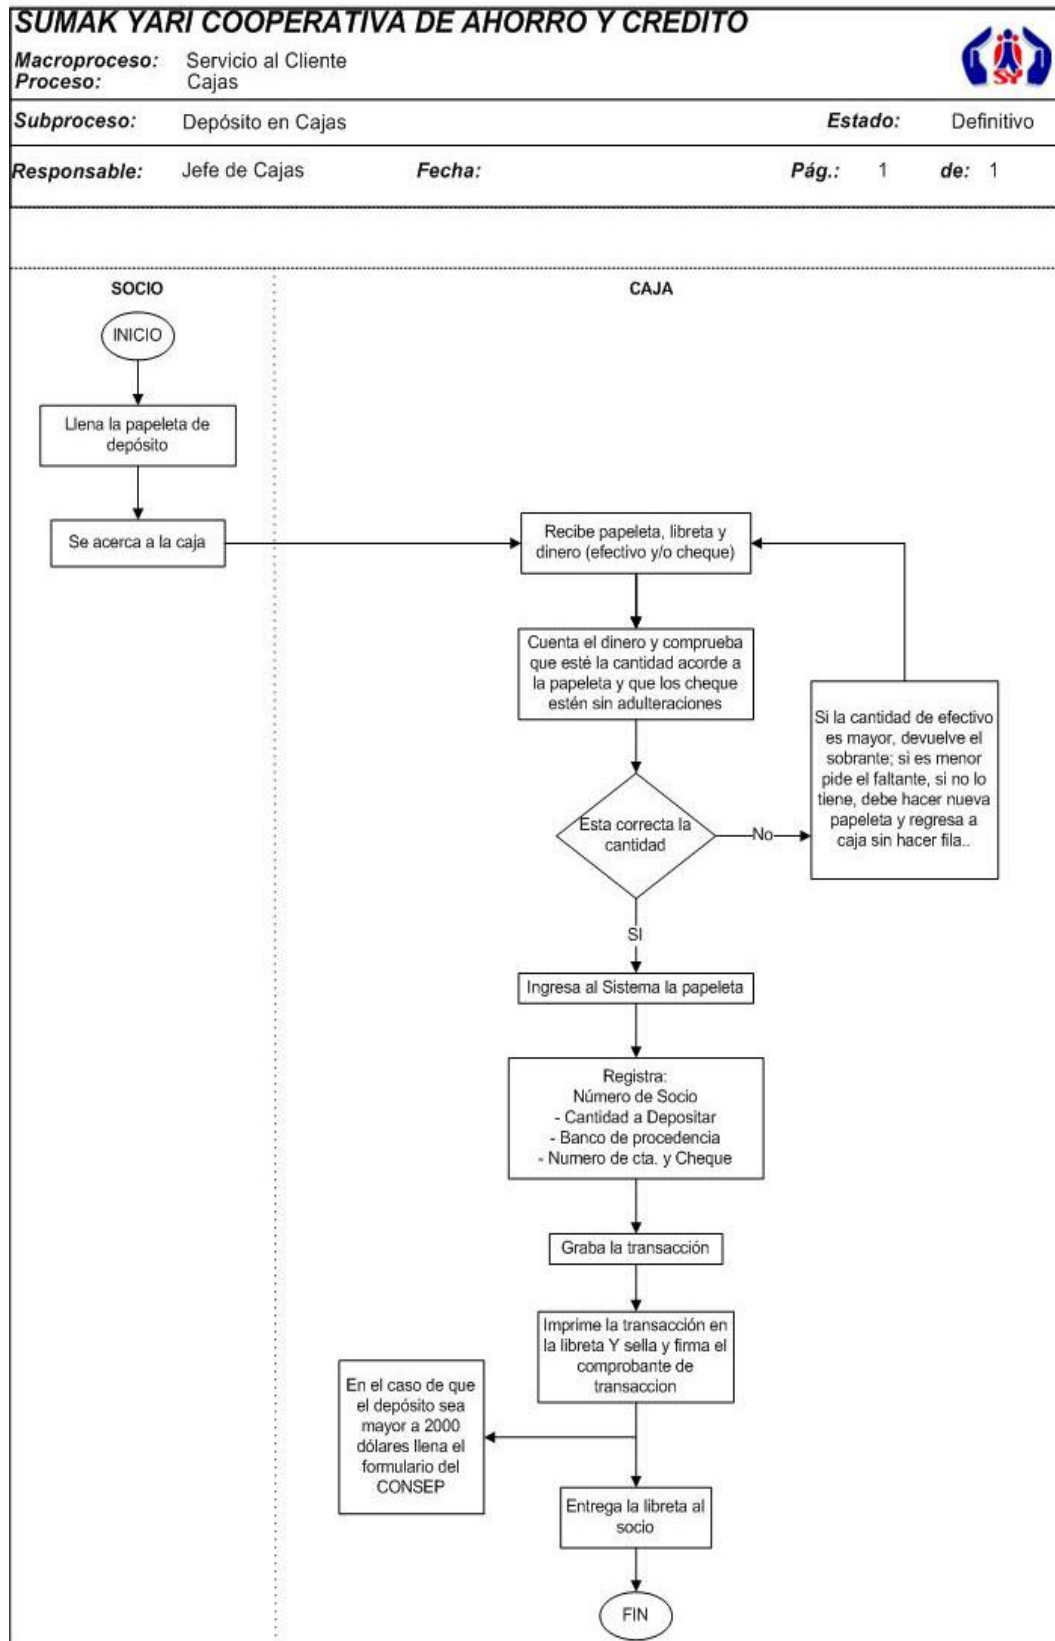 SUMAK YARI COOPERATIVA DE AHORRO Y CREDITO
Macroproceso: Servicio al Cliente
Proceso: Cajas
SY
Subproceso: Depósito en Cajas Estado: Definitivo
Responsable: Jefe de Cajas Fecha: Pág.: 1 de: 1
SOCIO
CAJA
INICIO
Llena la papeleta de
depósito
Se acerca a la caja
Recibe papeleta, libreta y
dinero (efectivo y/o cheque)
Cuenta el dinero y comprueba
que esté la cantidad acorde a
la papeleta y que los cheque
estén sin adulteraciones
Si la cantidad de efectivo
es mayor, devuelve el
sobrante; si es menor
pide el faltante, si no lo
tiene, debe hacer nueva
papeleta y regresa a
caja sin hacer fila..
Esta correcta la
cantidad
No
SI
Ingresa al Sistema la papeleta
Registra:
Número de Socio
- Cantidad a Depositar
- Banco de procedencia
- Numero de cta. y Cheque
Graba la transacción
Imprime la transacción en
la libreta Y sella y firma el
comprobante de
transaccion
En el caso de que
el depósito sea
mayor a 2000
dólares llena el
formulario del
CONSEP
Entrega la libreta al
socio
FIN